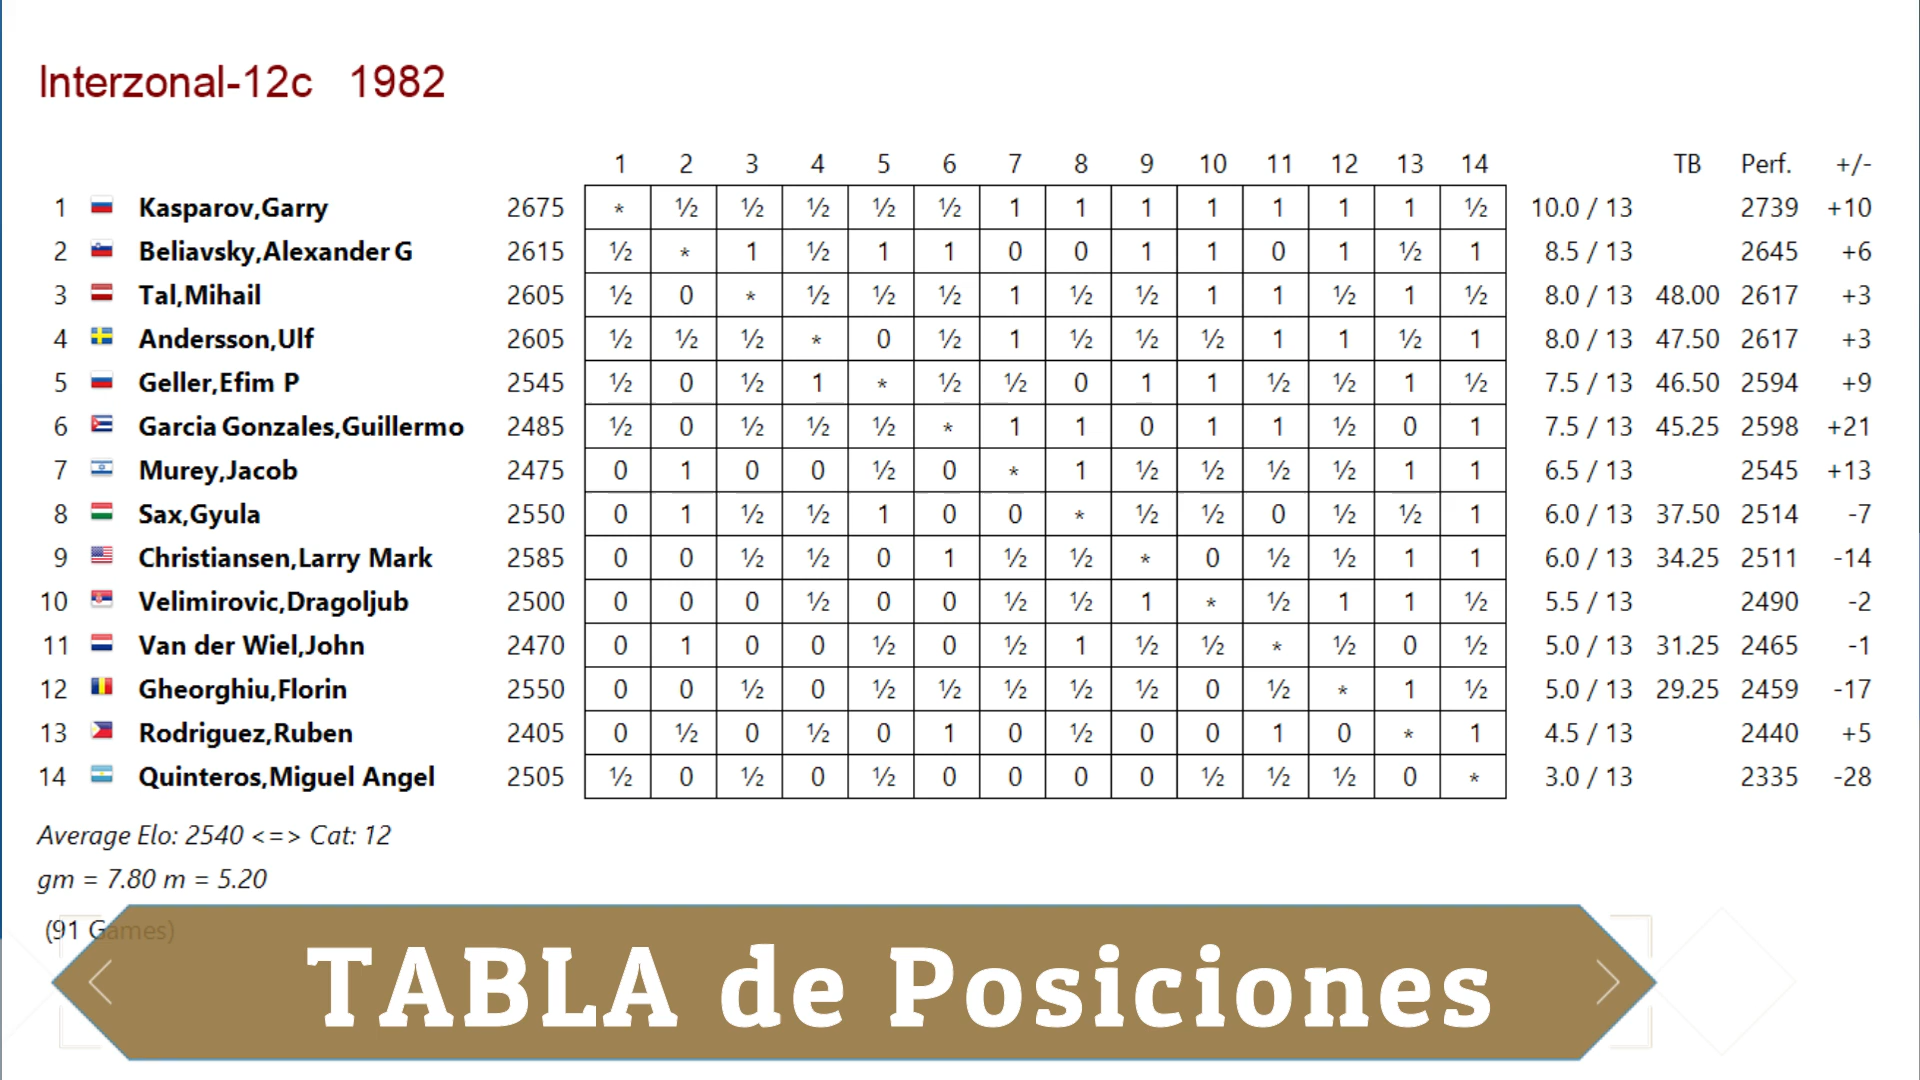 Interzonal-12c 1982
1 2 3 4 5 6 7 8 9 10 11 12 13 14 TB Perf. +/-
1 Kasparov,Garry 2675 * ½ ½ ½ ½ ½ 1 1 1 1 1 1 1 ½ 10.0 / 13 2739 +10
2 Beliavsky,Alexander G 2615 ½ * 1 ½ 1 1 0 0 1 1 0 1 ½ 1 8.5 / 13 2645 +6
3 Tal,Mihail 2605 ½ 0 * ½ ½ ½ 1 ½ ½ 1 1 ½ 1 ½ 8.0 / 13 48.00 2617 +3
4 Andersson,Ulf 2605 ½ ½ ½ * 0 ½ 1 ½ ½ ½ 1 1 ½ 1 8.0 / 13 47.50 2617 +3
5 Geller,Efim P 2545 ½ 0 ½ 1 * ½ ½ 0 1 1 ½ ½ 1 ½ 7.5 / 13 46.50 2594 +9
6 Garcia Gonzales,Guillermo 2485 ½ 0 ½ ½ ½ * 1 1 0 1 1 ½ 0 1 7.5 / 13 45.25 2598 +21
7 Murey,Jacob 2475 0 1 0 0 ½ 0 * 1 ½ ½ ½ ½ 1 1 6.5 / 13 2545 +13
8 Sax,Gyula 2550 0 1 ½ ½ 1 0 0 * ½ ½ 0 ½ ½ 1 6.0 / 13 37.50 2514 -7
9 Christiansen,Larry Mark 2585 0 0 ½ ½ 0 1 ½ ½ * 0 ½ ½ 1 1 6.0 / 13 34.25 2511 -14
10 Velimirovic,Dragoljub 2500 0 0 0 ½ 0 0 ½ ½ 1 * ½ 1 1 ½ 5.5 / 13 2490 -2
11 Van der Wiel,John 2470 0 1 0 0 ½ 0 ½ 1 ½ ½ * ½ 0 ½ 5.0 / 13 31.25 2465 -1
12 Gheorghiu,Florin 2550 0 0 ½ 0 ½ ½ ½ ½ ½ 0 ½ * 1 ½ 5.0 / 13 29.25 2459 -17
13 Rodriguez,Ruben 2405 0 ½ 0 ½ 0 1 0 ½ 0 0 1 0 * 1 4.5 / 13 2440 +5
14 Quinteros,Miguel Angel 2505 ½ 0 ½ 0 ½ 0 0 0 0 ½ ½ ½ 0 * 3.0 / 13 2335 -28
Average Elo: 2540 <=> Cat: 12
gm = 7.80 m = 5.20
(91 Games)
TABLA de Posiciones